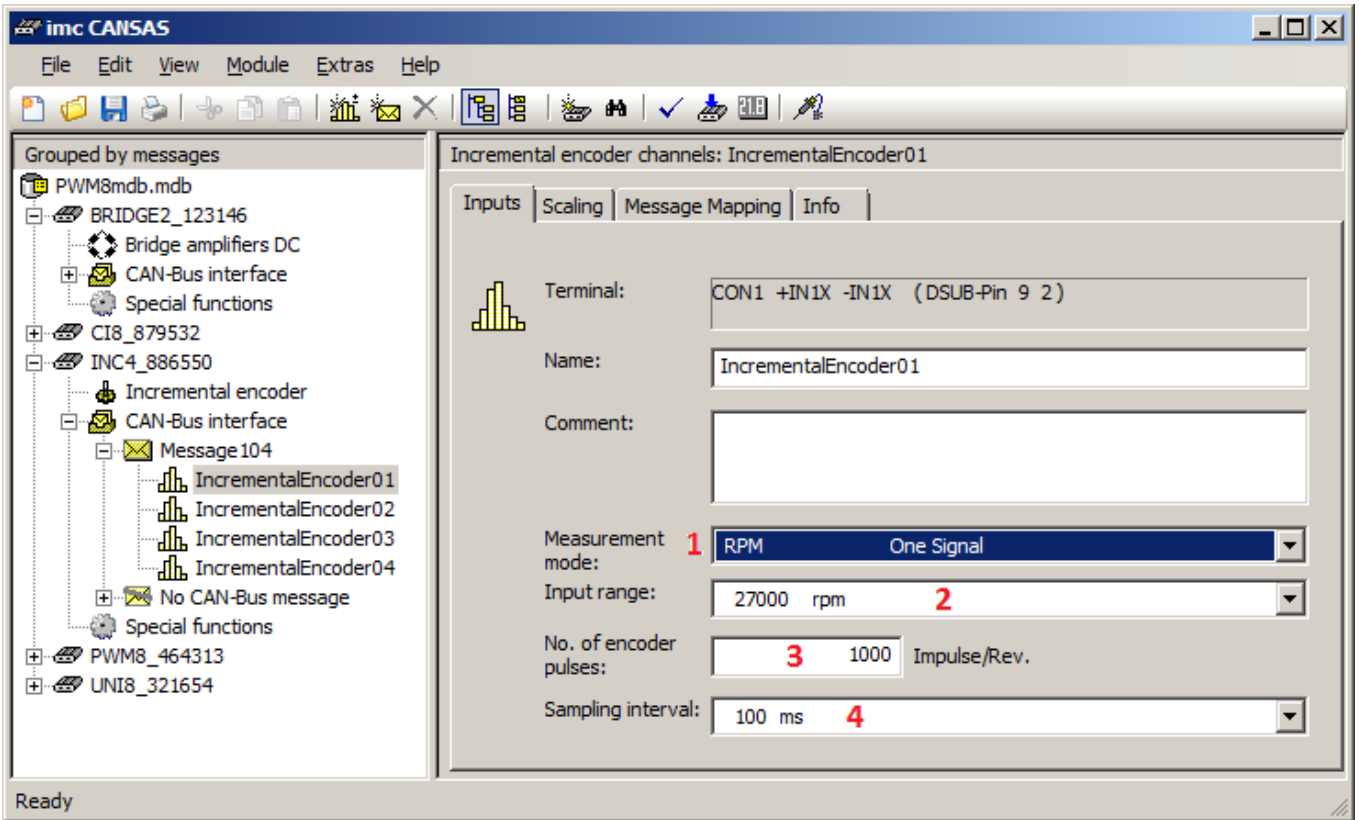 imc CANSAS
File Edit View Module Extras Help
Grouped by messages
PWM8mdb.mdb
BRIDGE2_123146
Bridge amplifiers DC
CAN-Bus interface
Special functions
CI8_879532
INC4_886550
Incremental encoder
CAN-Bus interface
Message104
IncrementalEncoder01
IncrementalEncoder02
IncrementalEncoder03
IncrementalEncoder04
No CAN-Bus message
Special functions
PWM8_464313
UNI8_321654
Incremental encoder channels: IncrementalEncoder01
Inputs Scaling Message Mapping Info
Terminal: CON1 +IN1X -IN1X (DSUB-Pin 9 2)
Name: IncrementalEncoder01
Comment:
Measurement
mode: 1 RPM One Signal
Input range: 27000 rpm 2
No. of encoder
pulses: 3 1000 Impulse/Rev.
Sampling interval: 100 ms 4
Ready